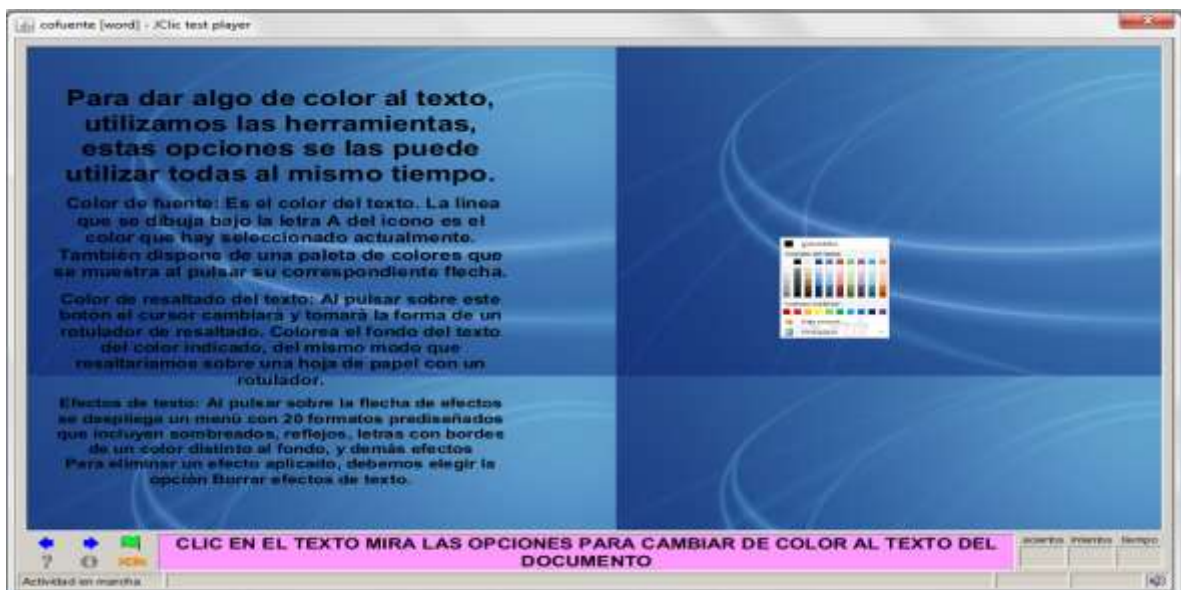 cofuente [word] - JClic test player
Para dar algo de color al texto,
utilizamos las herramientas,
estas opciones se las puede
utilizar todas al mismo tiempo.
Color de fuente: Es el color del texto. La linea
que se dibuja bajo la letra A del icono es el
color que hay seleccionado actualmente.
También dispone de una paleta de colores que
se muestra al pulsar su correspondiente flecha.
Color de resaltado del texto: Al pulsar sobre este
botón el cursor cambiará y tomará la forma de un
rotulador de resaltado. Colorea el fondo del texto
del color indicado, del mismo modo que
resaltaríamos sobre una hoja de papel con un
rotulador.
Efectos de texto: Al pulsar sobre la flecha de efectos
se despliega un menú con 20 formatos prediseñados
que incluyen sombreados, reflejos, letras con bordes
de un color distinto al fondo, y demás efectos
Para eliminar un efecto aplicado, debemos elegir la
opción Borrar efectos de texto.
CLIC EN EL TEXTO MIRA LAS OPCIONES PARA CAMBIAR DE COLOR AL TEXTO DEL
DOCUMENTO
aciertos intentos tiempo
JClic
Actividad en marcha